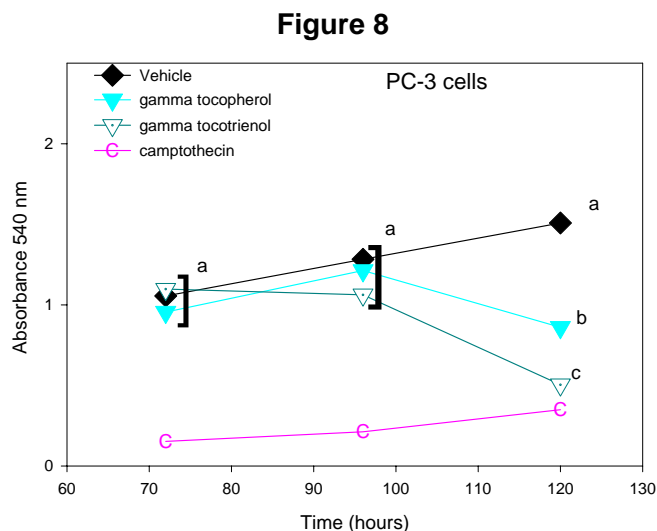 Figure 8
Vehicle
gamma tocopherol
gamma tocotrienol
C camptothecin
PC-3 cells
Absorbance 540 nm
2
1
0
a
a
a
b
c
C
C
C
60 70 80 90 100 110 120 130
Time (hours)